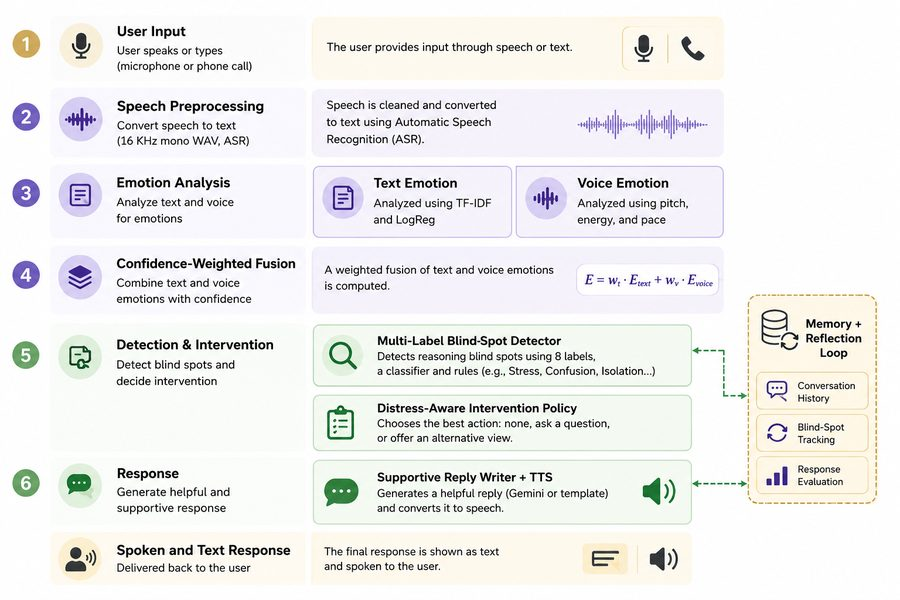 1
User Input
User speaks or types
(microphone or phone call)
The user provides input through speech or text.
2
Speech Preprocessing
Convert speech to text
(16 KHz mono WAV, ASR)
Speech is cleaned and converted
to text using Automatic Speech
Recognition (ASR).
3
Emotion Analysis
Analyze text and voice
for emotions
Text Emotion
Analyzed using TF-IDF
and LogReg
Voice Emotion
Analyzed using pitch,
energy, and pace
4
Confidence-Weighted Fusion
Combine text and voice
emotions with confidence
A weighted fusion of text and voice emotions
is computed.
E = w_t · E_text + w_v · E_voice
5
Detection & Intervention
Detect blind spots and
decide intervention
Multi-Label Blind-Spot Detector
Detects reasoning blind spots using 8 labels,
a classifier and rules (e.g., Stress, Confusion, Isolation...)
Distress-Aware Intervention Policy
Chooses the best action: none, ask a question,
or offer an alternative view.
Memory +
Reflection
Loop
Conversation
History
Blind-Spot
Tracking
Response
Evaluation
6
Response
Generate helpful and
supportive response
Supportive Reply Writer + TTS
Generates a helpful reply (Gemini or template)
and converts it to speech.
Spoken and Text Response
Delivered back to the user
The final response is shown as text
and spoken to the user.